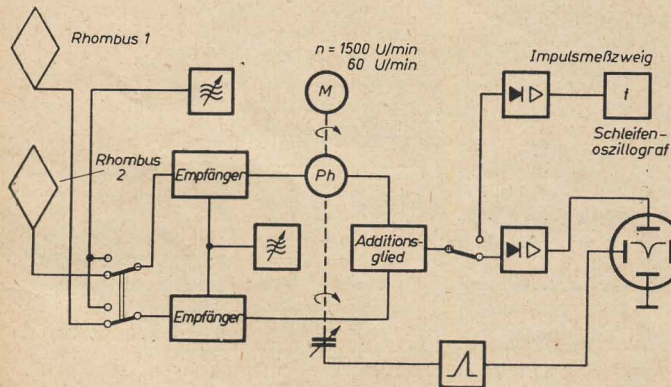 Rhombus 1
n = 1500 U/min
60 U/min
Impulsmeßzweig
M
t
Schleifen-
oszillograf
Rhombus
2
Empfänger
Ph
Additions-
glied
Empfänger